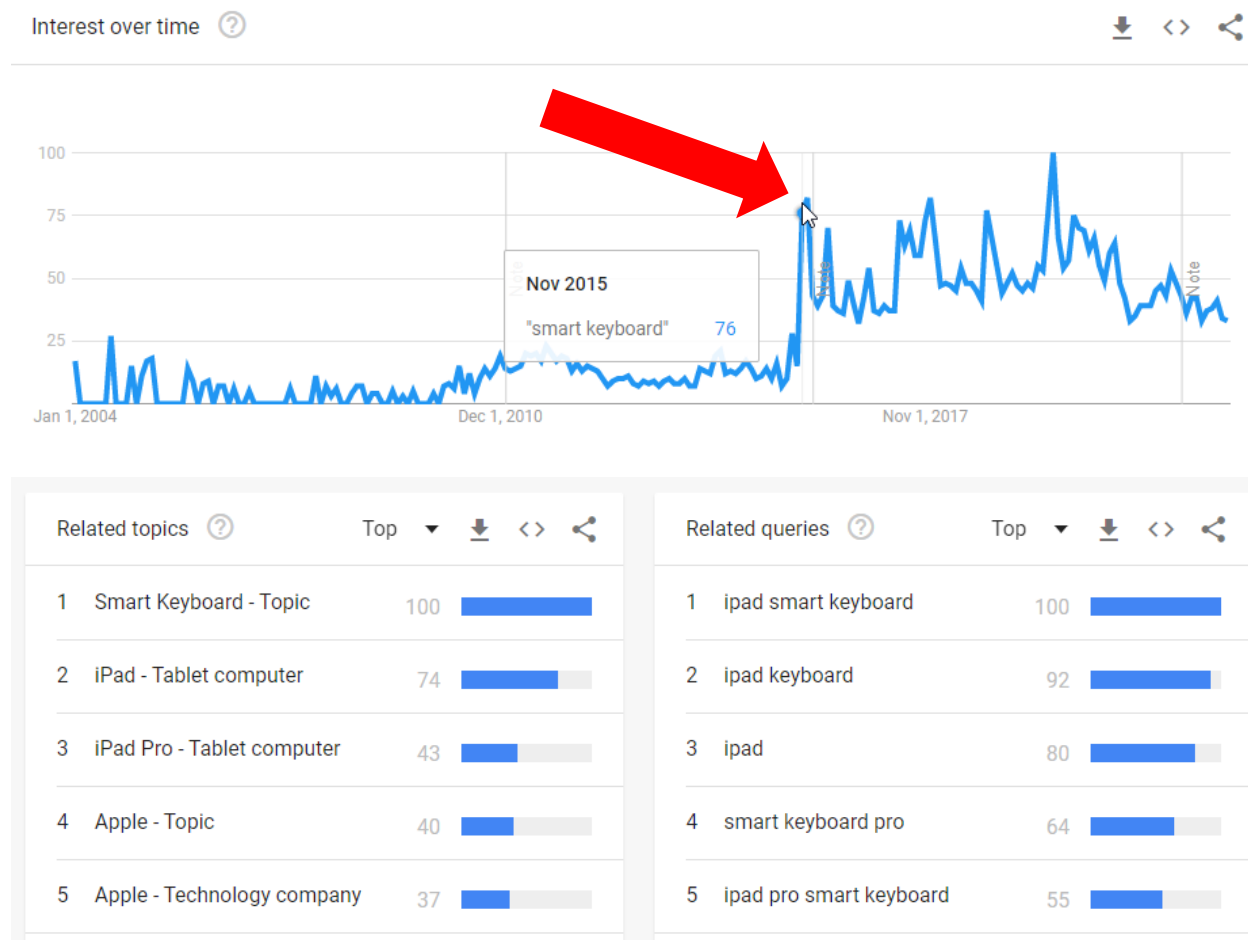 Interest over time
100
75
50
25
Note
Nov 2015
"smart keyboard" 76
Note
Note
Jan 1, 2004 Dec 1, 2010 Nov 1, 2017
Related topics Top
1 Smart Keyboard - Topic 100
2 iPad - Tablet computer 74
3 iPad Pro - Tablet computer 43
4 Apple - Topic 40
5 Apple - Technology company 37
Related queries Top
1 ipad smart keyboard 100
2 ipad keyboard 92
3 ipad 80
4 smart keyboard pro 64
5 ipad pro smart keyboard 55